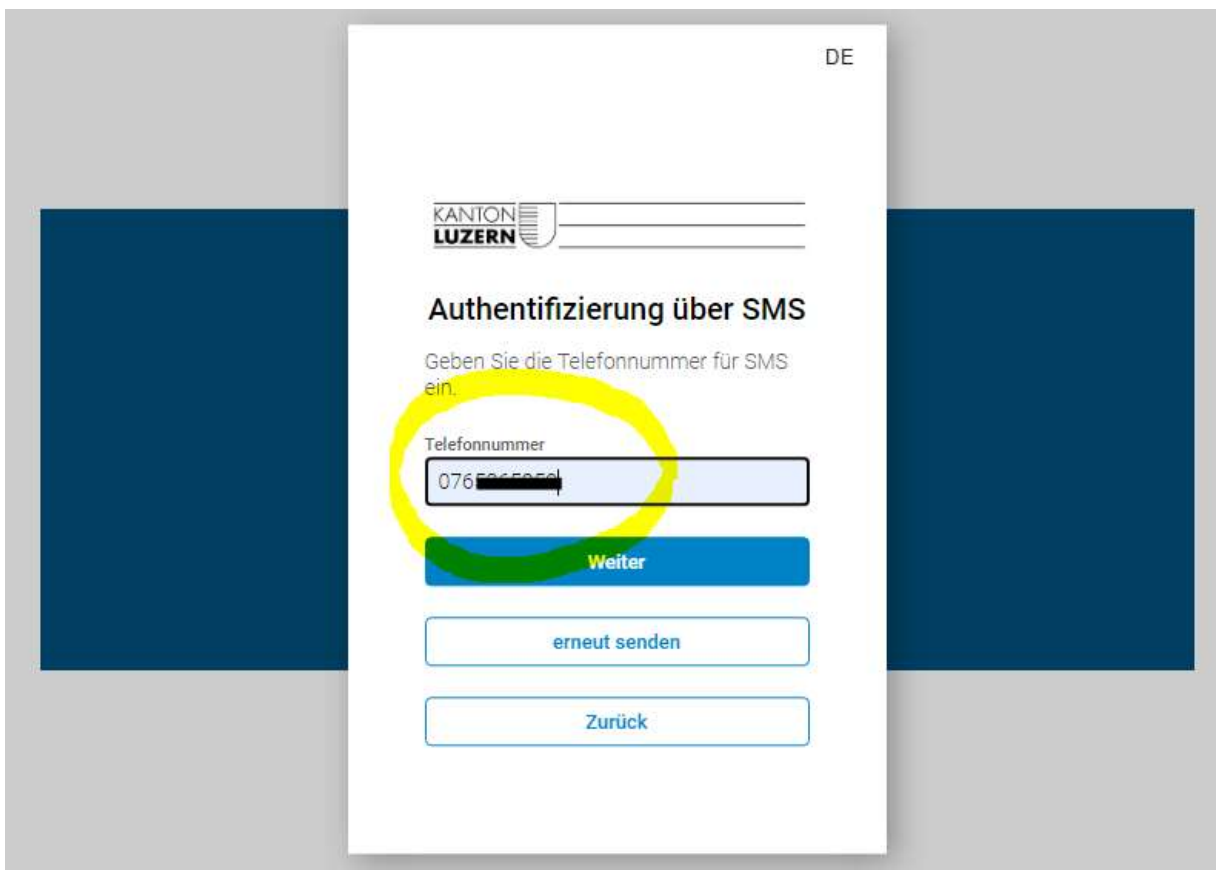 DE
KANTON
LUZERN
Authentifizierung über SMS
Geben Sie die Telefonnummer für SMS
ein.
Telefonnummer
076
Weiter
erneut senden
Zurück